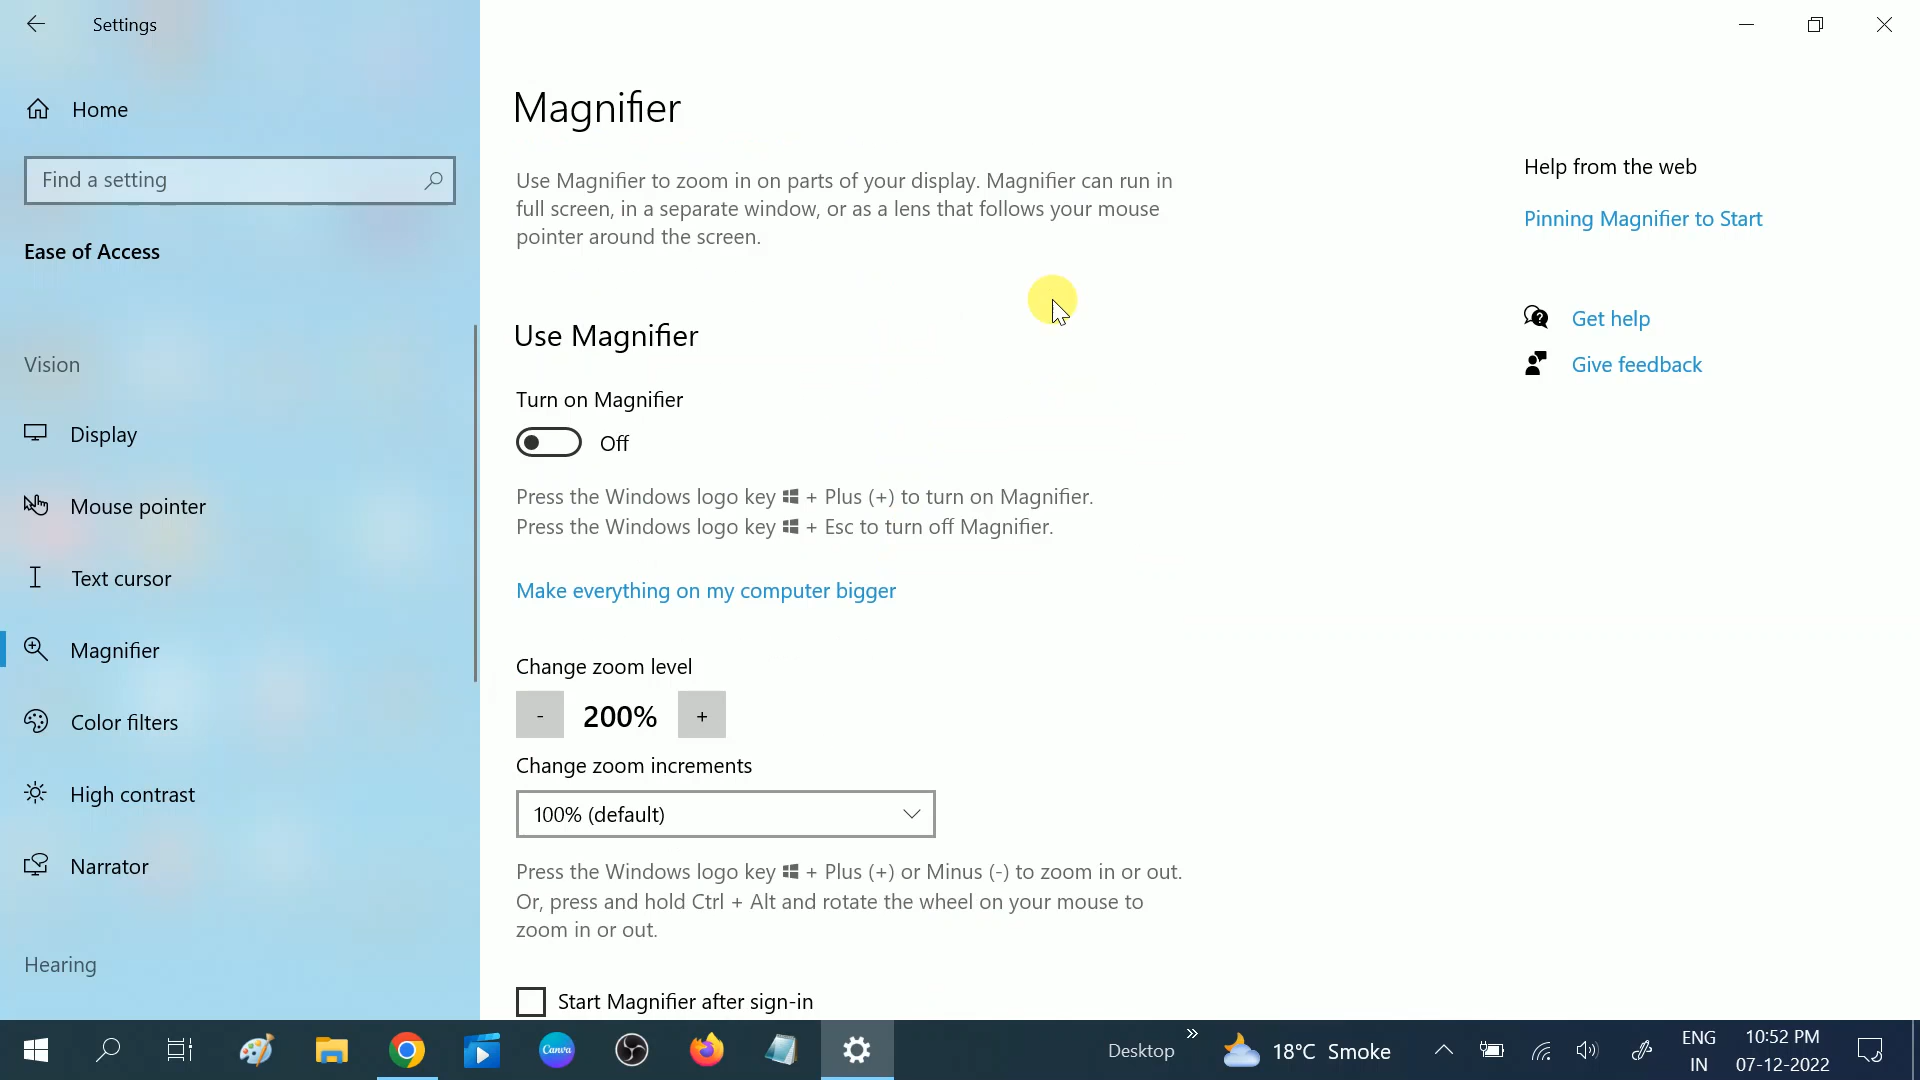 Settings
Home
Find a setting
Ease of Access
Vision
Display
Mouse pointer
Text cursor
Magnifier
Color filters
High contrast
Narrator
Hearing
Magnifier
Use Magnifier to zoom in on parts of your display. Magnifier can run in
full screen, in a separate window, or as a lens that follows your mouse
pointer around the screen.
Use Magnifier
Turn on Magnifier
Off
Press the Windows logo key + Plus (+) to turn on Magnifier.
Press the Windows logo key + Esc to turn off Magnifier.
Make everything on my computer bigger
Change zoom level
- 200% +
Change zoom increments
100% (default)
Press the Windows logo key + Plus (+) or Minus (-) to zoom in or out.
Or, press and hold Ctrl + Alt and rotate the wheel on your mouse to
zoom in or out.
Start Magnifier after sign-in
Help from the web
Pinning Magnifier to Start
Get help
Give feedback
Canva
Desktop
18°C Smoke
ENG
IN
10:52 PM
07-12-2022